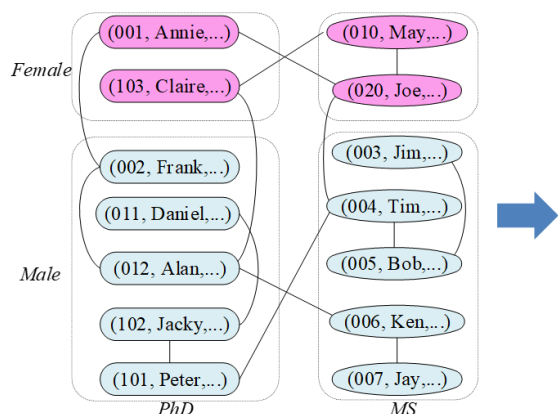 Female
(001, Annie,...)
(103, Claire,...)
(010, May,...)
(020, Joe,...)
Male
(002, Frank,...)
(011, Daniel,...)
(012, Alan,...)
(102, Jacky,...)
(101, Peter,...)
(003, Jim,...)
(004, Tim,...)
(005, Bob,...)
(006, Ken,...)
(007, Jay,...)
PhD
MS